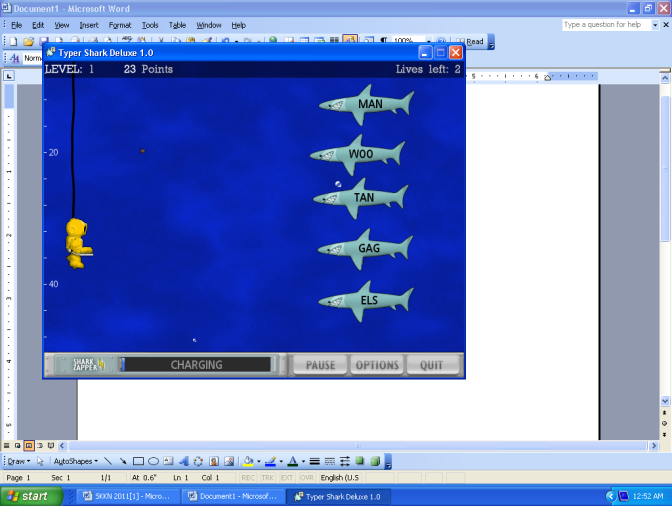 Document1 - Microsoft Word
File Edit View Insert Format Tools Table Window Help
Type a question for help
100%
Read
Typer Shark Deluxe 1.0
LEVEL: 1 23 Points Lives left: 2
MAN
20
WOO
TAN
GAG
40
ELS
SHARK
ZAPPER
CHARGING
PAUSE OPTIONS QUIT
Draw AutoShapes
Page 1 Sec 1 1/1 At 0.6" Ln 1 Col 1 REC TRK EXT OVR English (U.S
start
SKKN 2011[1] - Micro...
Document1 - Microsof...
Typer Shark Deluxe 1.0
12:52 AM